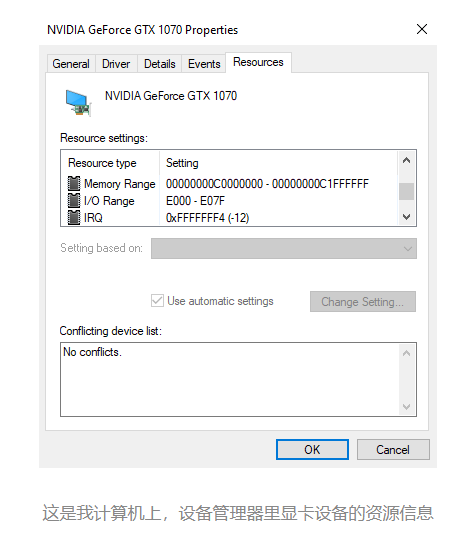 NVIDIA GeForce GTX 1070 Properties
General Driver Details Events Resources
NVIDIA GeForce GTX 1070
Resource settings:
Resource type Setting
Memory Range 00000000C0000000 - 00000000C1FFFFFF
I/O Range E000 - E07F
IRQ 0xFFFFFFF4 (-12)
Setting based on:
Use automatic settings Change Setting...
Conflicting device list:
No conflicts.
OK Cancel
这是我计算机上，设备管理器里显卡设备的资源信息